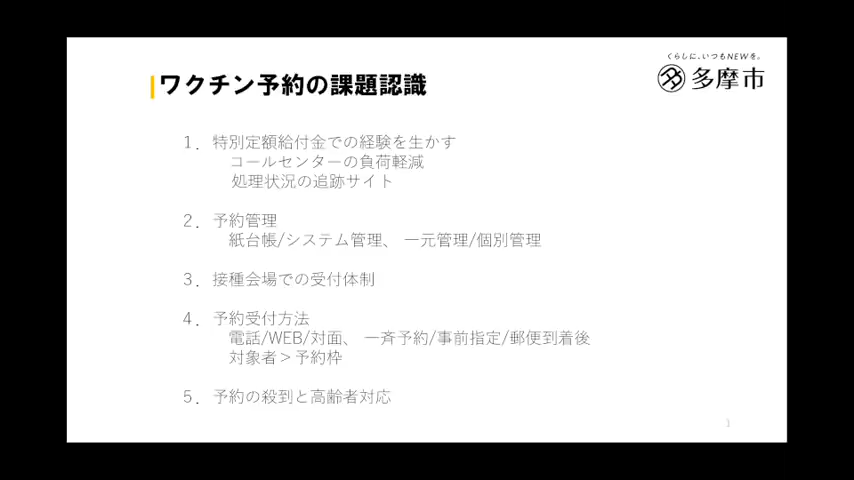 くらしに、いつもNEWを。
多摩市
ワクチン予約の課題認識
1．特別定額給付金での経験を生かす
コールセンターの負荷軽減
処理状況の追跡サイト
2．予約管理
紙台帳/システム管理、一元管理/個別管理
3．接種会場での受付体制
4．予約受付方法
電話/WEB/対面、一斉予約/事前指定/郵便到着後
対象者＞予約枠
5．予約の殺到と高齢者対応
1